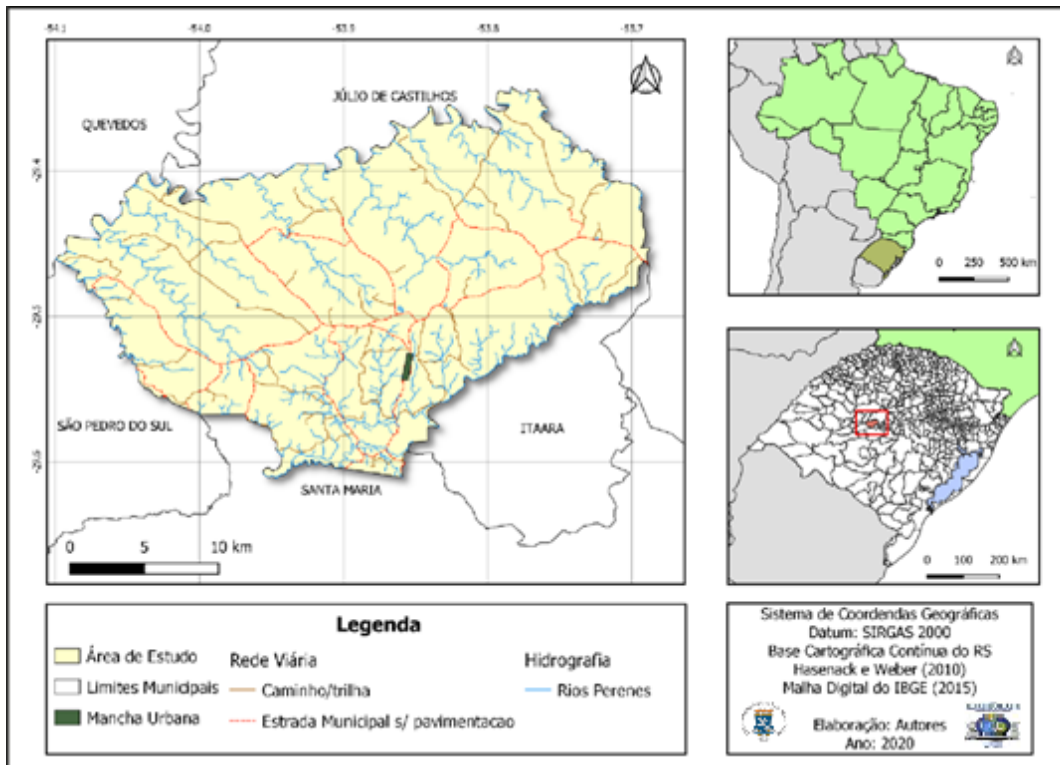 -54.1 -54.0 -53.9 -53.8 -53.7
JÚLIO DE CASTILHOS
QUEVEDOS
-29.4
-29.5
SÃO PEDRO DO SUL
ITAARA
-29.6
SANTA MARIA
0 5 10 km
0 250 500 km
0 100 200 km
Legenda
Área de Estudo
Limites Municipais
Mancha Urbana
Rede Viária
Caminho/trilha
Estrada Municipal s/ pavimentacao
Hidrografia
Rios Perenes
Sistema de Coordendas Geográficas
Datum: SIRGAS 2000
Base Cartográfica Contínua do RS
Hasenack e Weber (2010)
Malha Digital do IBGE (2015)
Elaboração: Autores
Ano: 2020